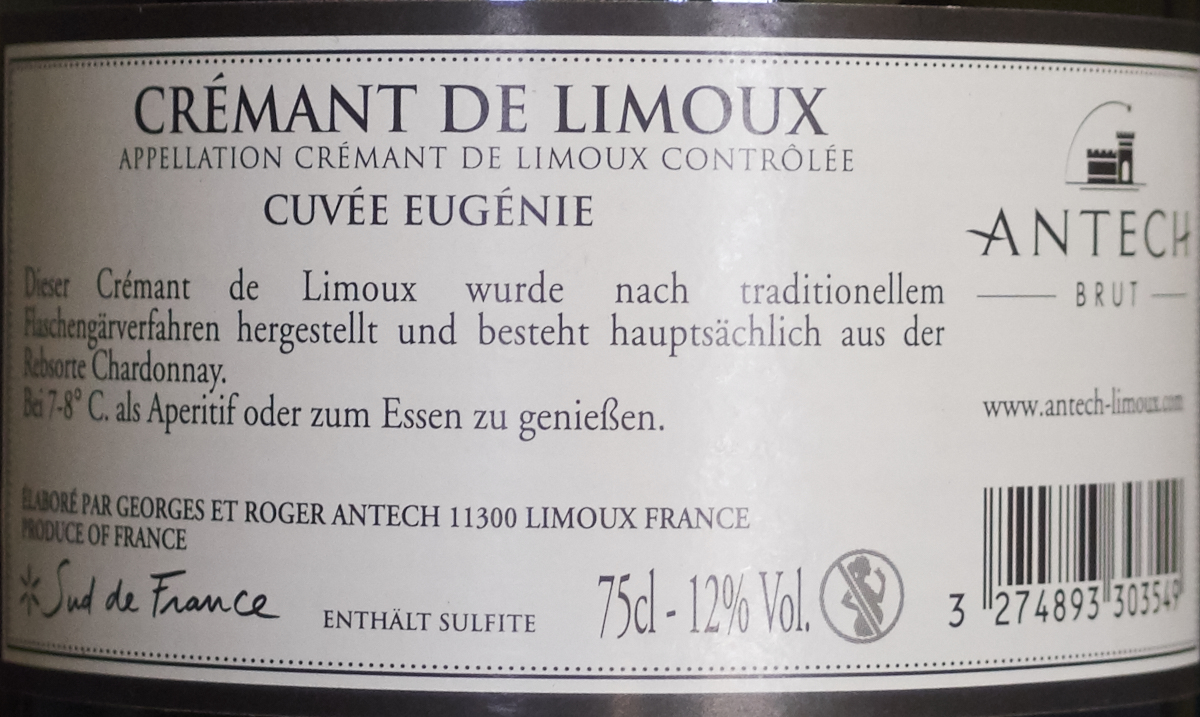 CRÉMANT DE LIMOUX
APPELLATION CRÉMANT DE LIMOUX CONTRÔLÉE
CUVÉE EUGÉNIE
Dieser Crémant de Limoux wurde nach traditionellem
Flaschengärverfahren hergestellt und besteht hauptsächlich aus der
Rebsorte Chardonnay.
Bei 7-8° C. als Aperitif oder zum Essen zu genießen.
ÉLABORÉ PAR GEORGES ET ROGER ANTECH 11300 LIMOUX FRANCE
PRODUCE OF FRANCE
Sud de France
ENTHÄLT SULFITE
75cl - 12% Vol.
ANTECH
BRUT
www.antech-limoux.com
3 274893 303549